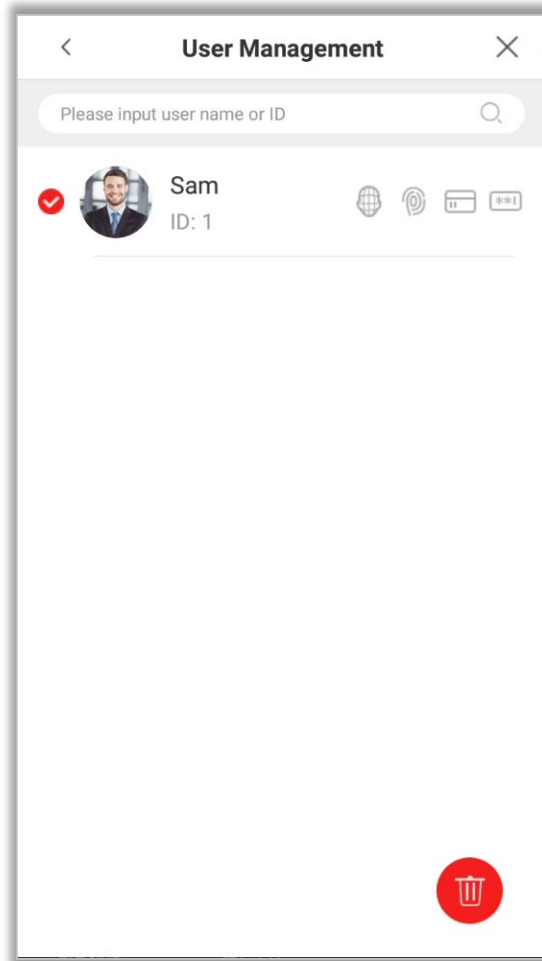 User Management
Please input user name or ID
Sam
ID: 1
**I